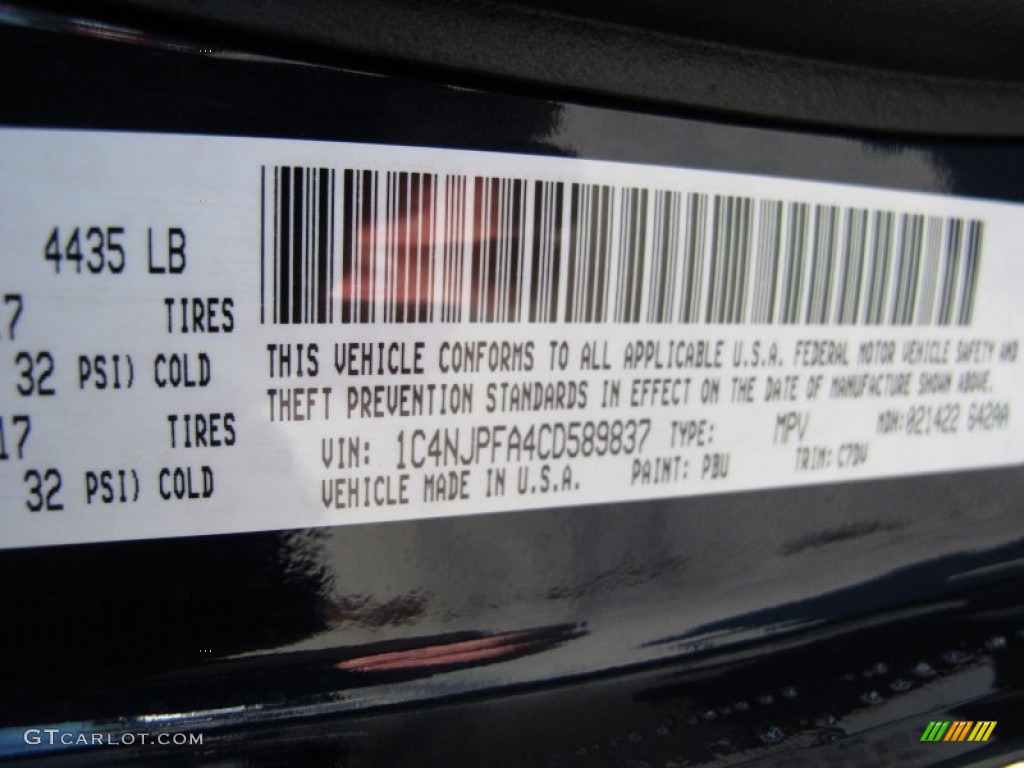 4435 LB
17 TIRES
32 PSI) COLD
17 TIRES
32 PSI) COLD
THIS VEHICLE CONFORMS TO ALL APPLICABLE U.S.A. FEDERAL MOTOR VEHICLE SAFETY AND
THEFT PREVENTION STANDARDS IN EFFECT ON THE DATE OF MANUFACTURE SHOWN ABOVE.
VIN: 1C4NJPFA4CD589837 TYPE: MPV MDH:021422 642AA
VEHICLE MADE IN U.S.A. PAINT: PBU TRIM: C7DV
GTCARLOT.COM